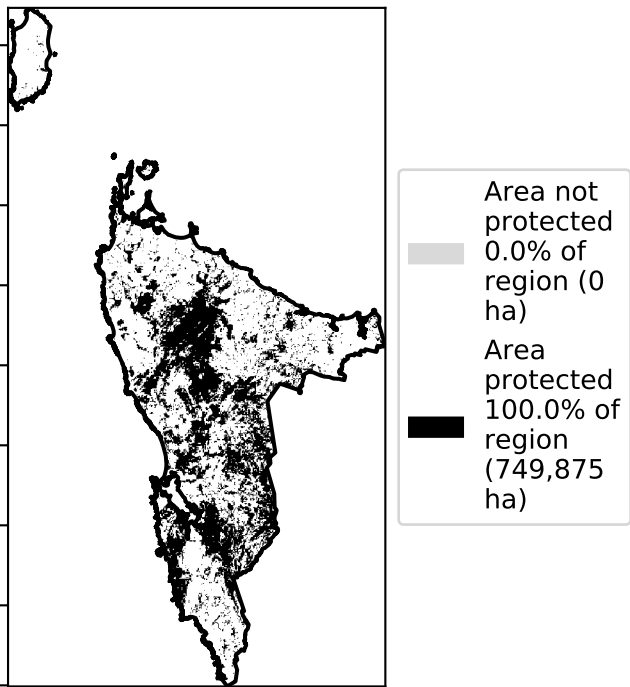 Area not
protected
0.0% of
region (0
ha)
Area
protected
100.0% of
region
(749,875
ha)